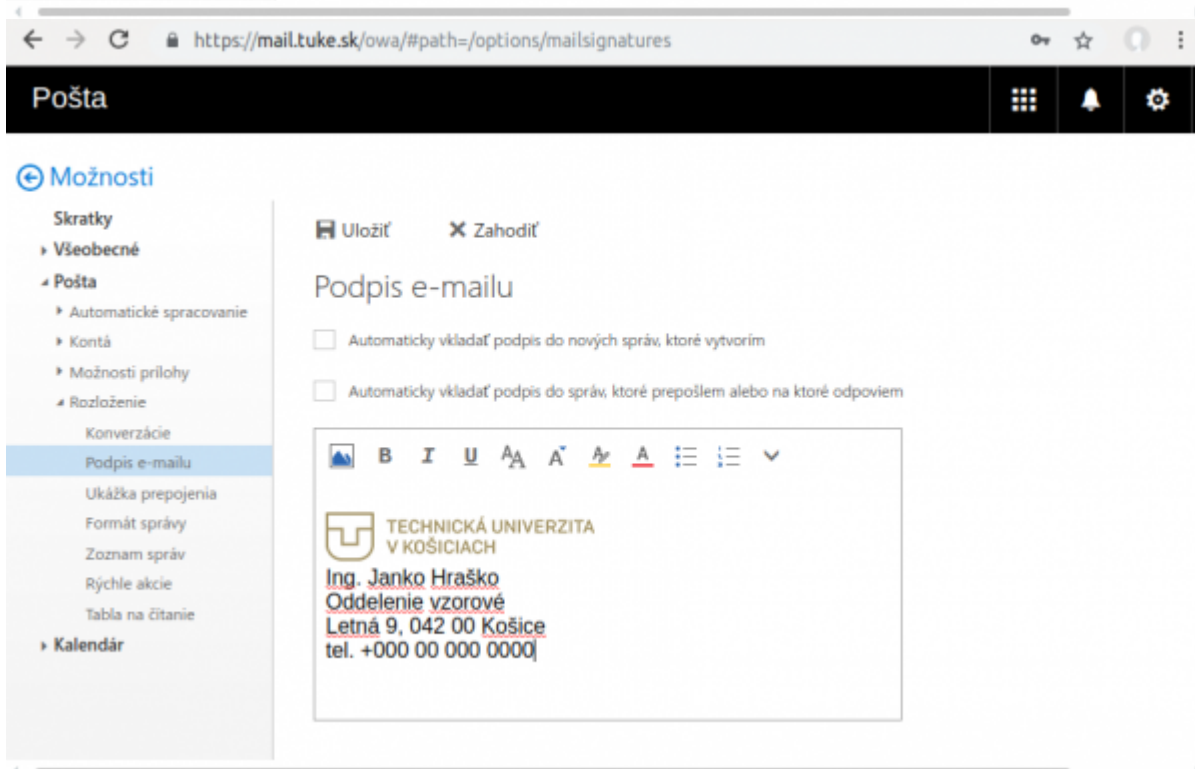 https://mail.tuke.sk/owa/#path=/options/mailsignatures
Pošta
Možnosti
Skratky
Všeobecné
Pošta
Automatické spracovanie
Kontá
Možnosti prílohy
Rozloženie
Konverzácie
Podpis e-mailu
Ukážka prepojenia
Formát správy
Zoznam správ
Rýchle akcie
Tabla na čítanie
Kalendár
Uložiť Zahodiť
Podpis e-mailu
Automaticky vkladať podpis do nových správ, ktoré vytvorím
Automaticky vkladať podpis do správ, ktoré prepošlem alebo na ktoré odpoviem
B I U AA A A A
TECHNICKÁ UNIVERZITA
V KOŠICIACH
Ing. Janko Hraško
Oddelenie vzorové
Letná 9, 042 00 Košice
tel. +000 00 000 0000